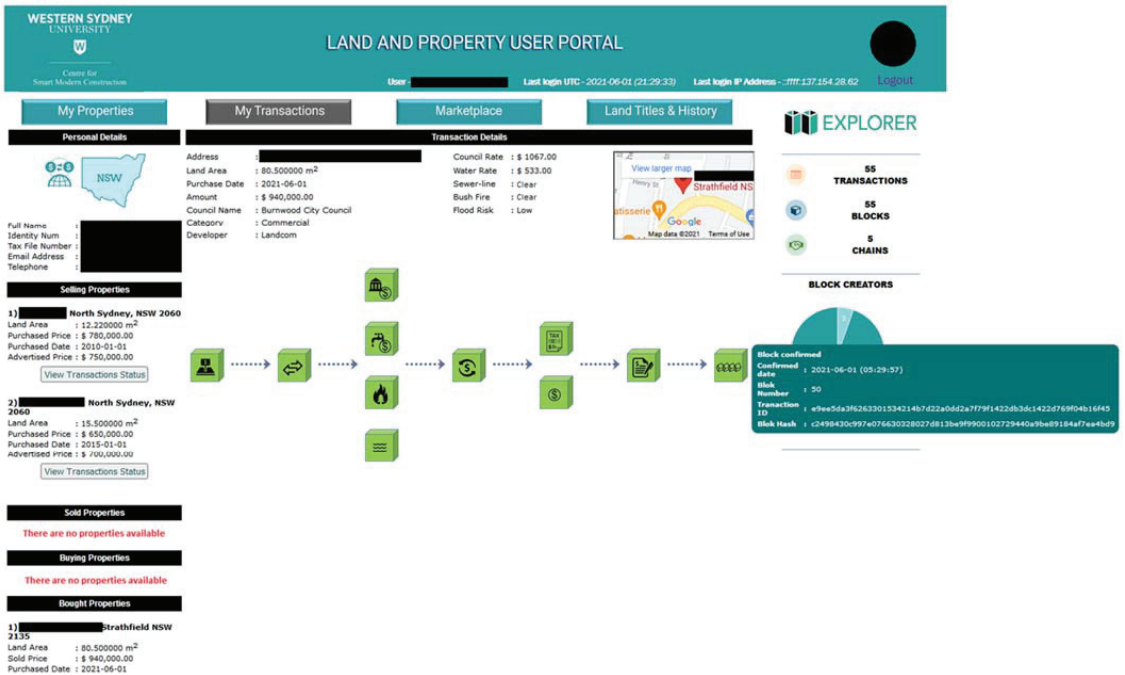 WESTERN SYDNEY
UNIVERSITY
W
Centre for
Smart Modern Construction
LAND AND PROPERTY USER PORTAL
User -
Last login UTC - 2021-06-01 (21:29:33)
Last login IP Address - ::ffff:137.154.28.62
Logout
My Properties
My Transactions
Marketplace
Land Titles & History
Personal Details
NSW
Full Name :
Identity Num :
Tax File Number :
Email Address :
Telephone :
Selling Properties
1) North Sydney, NSW 2060
Land Area : 12.220000 m2
Purchased Price : $ 780,000.00
Purchased Date : 2010-01-01
Advertised Price : $ 750,000.00
View Transactions Status
2) North Sydney, NSW
2060
Land Area : 15.500000 m2
Purchased Price : $ 650,000.00
Purchased Date : 2015-01-01
Advertised Price : $ 700,000.00
View Transactions Status
Sold Properties
There are no properties available
Buying Properties
There are no properties available
Bought Properties
1) Strathfield NSW
2135
Land Area : 80.500000 m2
Sold Price : $ 940,000.00
Purchased Date : 2021-06-01
Transaction Details
Address :
Land Area : 80.500000 m2
Purchase Date : 2021-06-01
Amount : $ 940,000.00
Council Name : Burnwood City Council
Category : Commercial
Developer : Landcom
Council Rate : $ 1067.00
Water Rate : $ 533.00
Sewer-line : Clear
Bush Fire : Clear
Flood Risk : Low
View larger map
Henry St
Strathfield NS
atisserie
Google
Map data ©2021 Terms of Use
TAX
EXPLORER
55
TRANSACTIONS
55
BLOCKS
5
CHAINS
BLOCK CREATORS
5
Block confirmed
Confirmed date : 2021-06-01 (05:29:57)
Blok Number : 50
Tranaction ID : e9ee5da3f6263301534214b7d22a0dd2a7f79f1422db3dc1422d769f04b16f45
Blok Hash : c2498430c997e076630328027d813be9f9900102729440a9be89184af7ea4bd9